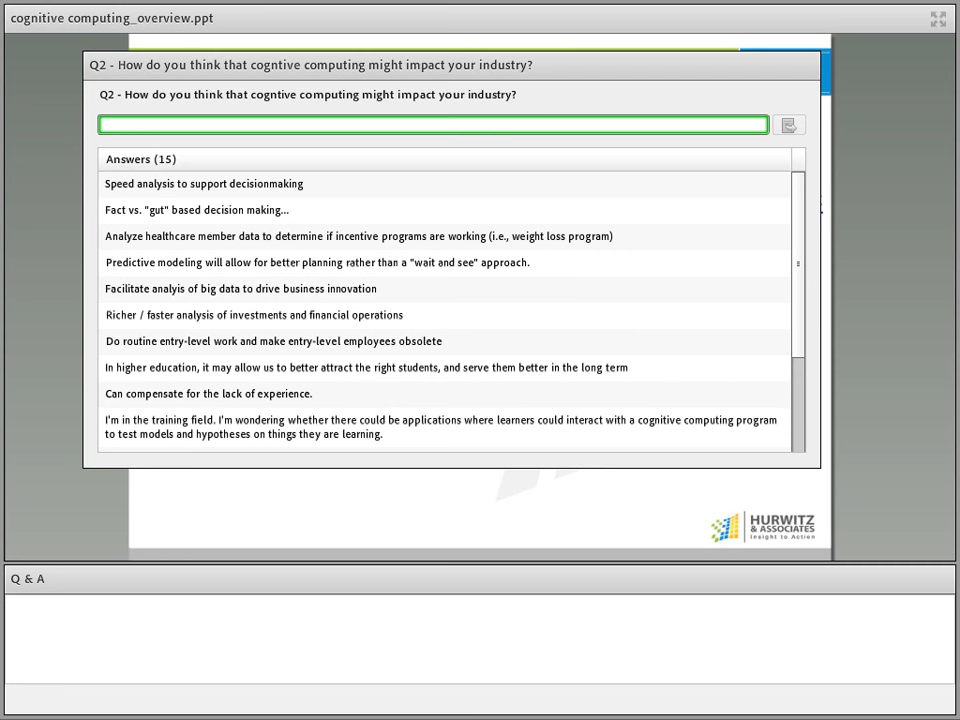 cognitive computing_overview.ppt
Q2 - How do you think that cogntive computing might impact your industry?
Q2 - How do you think that cogntive computing might impact your industry?
Answers (15)
Speed analysis to support decisionmaking
Fact vs. "gut" based decision making...
Analyze healthcare member data to determine if incentive programs are working (i.e., weight loss program)
Predictive modeling will allow for better planning rather than a "wait and see" approach.
Facilitate analyis of big data to drive business innovation
Richer / faster analysis of investments and financial operations
Do routine entry-level work and make entry-level employees obsolete
In higher education, it may allow us to better attract the right students, and serve them better in the long term
Can compensate for the lack of experience.
I'm in the training field. I'm wondering whether there could be applications where learners could interact with a cognitive computing program
to test models and hypotheses on things they are learning.
HURWITZ
& ASSOCIATES
Insight to Action
Q & A